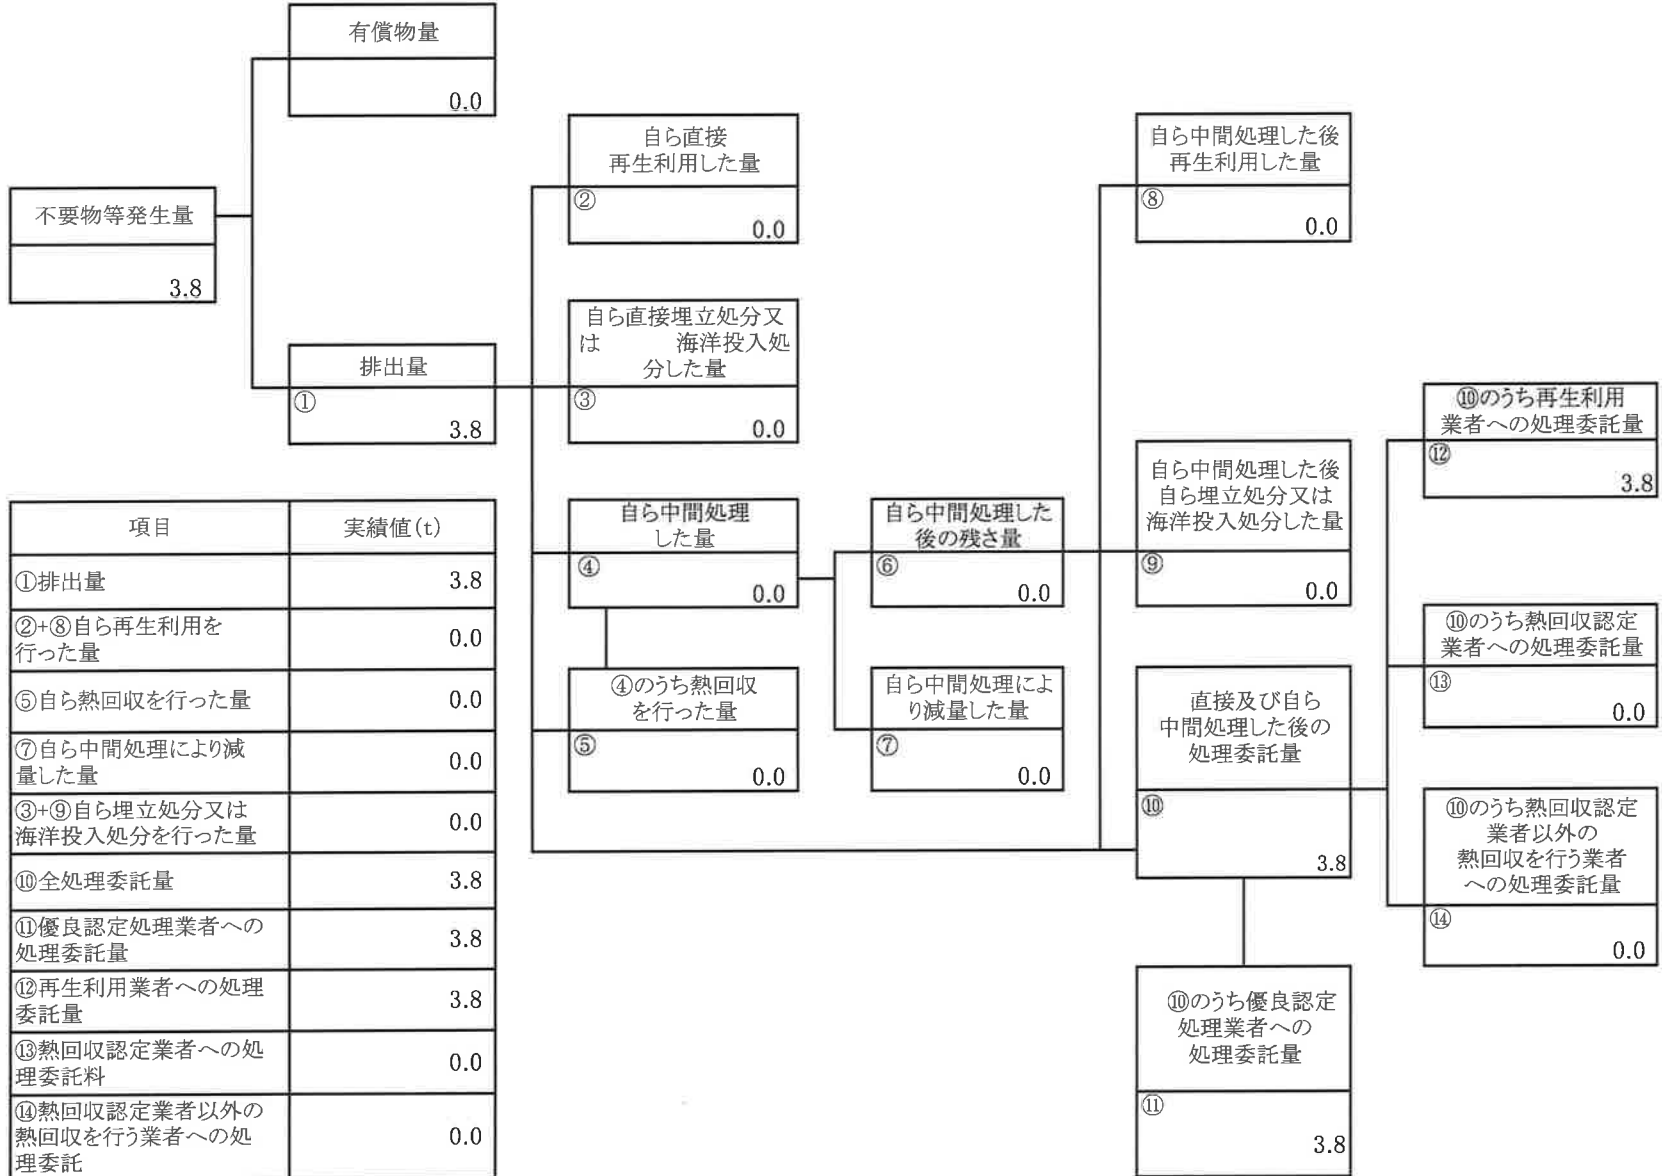 有償物量
0.0
不要物等発生量
3.8
排出量
①
3.8
自ら直接
再生利用した量
②
0.0
自ら直接埋立処分又
は 海洋投入処
分した量
③
0.0
自ら中間処理
した量
④
0.0
④のうち熱回収
を行った量
⑤
0.0
自ら中間処理した
後の残さ量
⑥
0.0
自ら中間処理によ
り減量した量
⑦
0.0
自ら中間処理した後
再生利用した量
⑧
0.0
自ら中間処理した後
自ら埋立処分又は
海洋投入処分した量
⑨
0.0
直接及び自ら
中間処理した後の
処理委託量
⑩
3.8
⑩のうち優良認定
処理業者への
処理委託量
⑪
3.8
⑩のうち再生利用
業者への処理委託量
⑫
3.8
⑩のうち熱回収認定
業者への処理委託量
⑬
0.0
⑩のうち熱回収認定
業者以外の
熱回収を行う業者
への処理委託量
⑭
0.0
項目 実績値(t)
①排出量 3.8
②+⑧自ら再生利用を
行った量 0.0
⑤自ら熱回収を行った量 0.0
⑦自ら中間処理により減
量した量 0.0
③+⑨自ら埋立処分又は
海洋投入処分を行った量 0.0
⑩全処理委託量 3.8
⑪優良認定処理業者への
処理委託量 3.8
⑫再生利用業者への処理
委託量 3.8
⑬熱回収認定業者への処
理委託料 0.0
⑭熱回収認定業者以外の
熱回収を行う業者への処
理委託 0.0